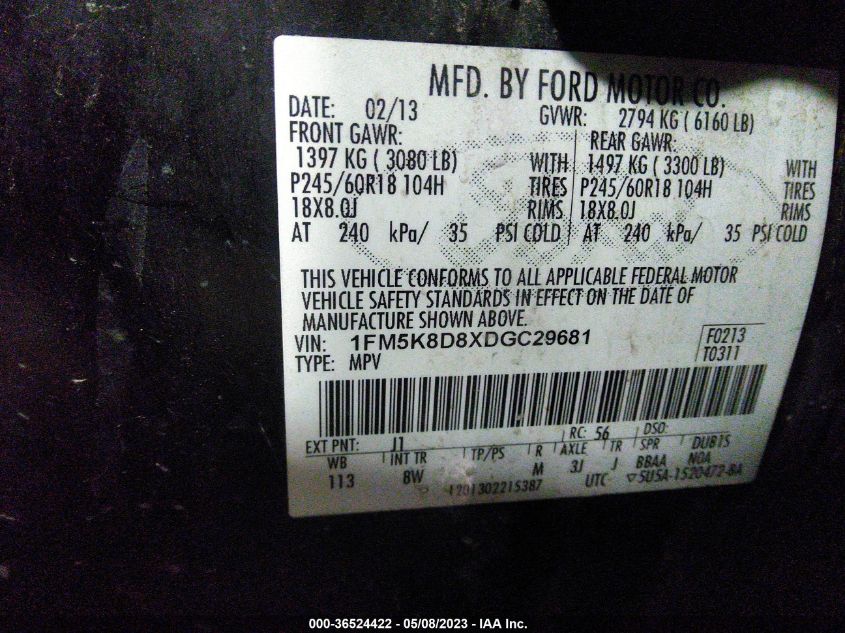 MFD. BY FORD MOTOR CO.
DATE: 02/13 GVWR: 2794 KG ( 6160 LB)
FRONT GAWR: REAR GAWR:
1397 KG ( 3080 LB) WITH 1497 KG ( 3300 LB) WITH
P245/60R18 104H TIRES P245/60R18 104H TIRES
18X8.0J RIMS 18X8.0J RIMS
AT 240 kPa/ 35 PSI COLD AT 240 kPa/ 35 PSI COLD
THIS VEHICLE CONFORMS TO ALL APPLICABLE FEDERAL MOTOR
VEHICLE SAFETY STANDARDS IN EFFECT ON THE DATE OF
MANUFACTURE SHOWN ABOVE.
VIN: 1FM5K8D8XDGC29681 F0213
TYPE: MPV T0311
EXT PNT: J1 RC: 56 DSO:
WB INT TR TP/PS R AXLE TR SPR DUB1S
113 BW M 3J J BBAA NOA
1201302215387 UTC ▽5U5A-1520472-BA
000-36524422 - 05/08/2023 - IAA Inc.